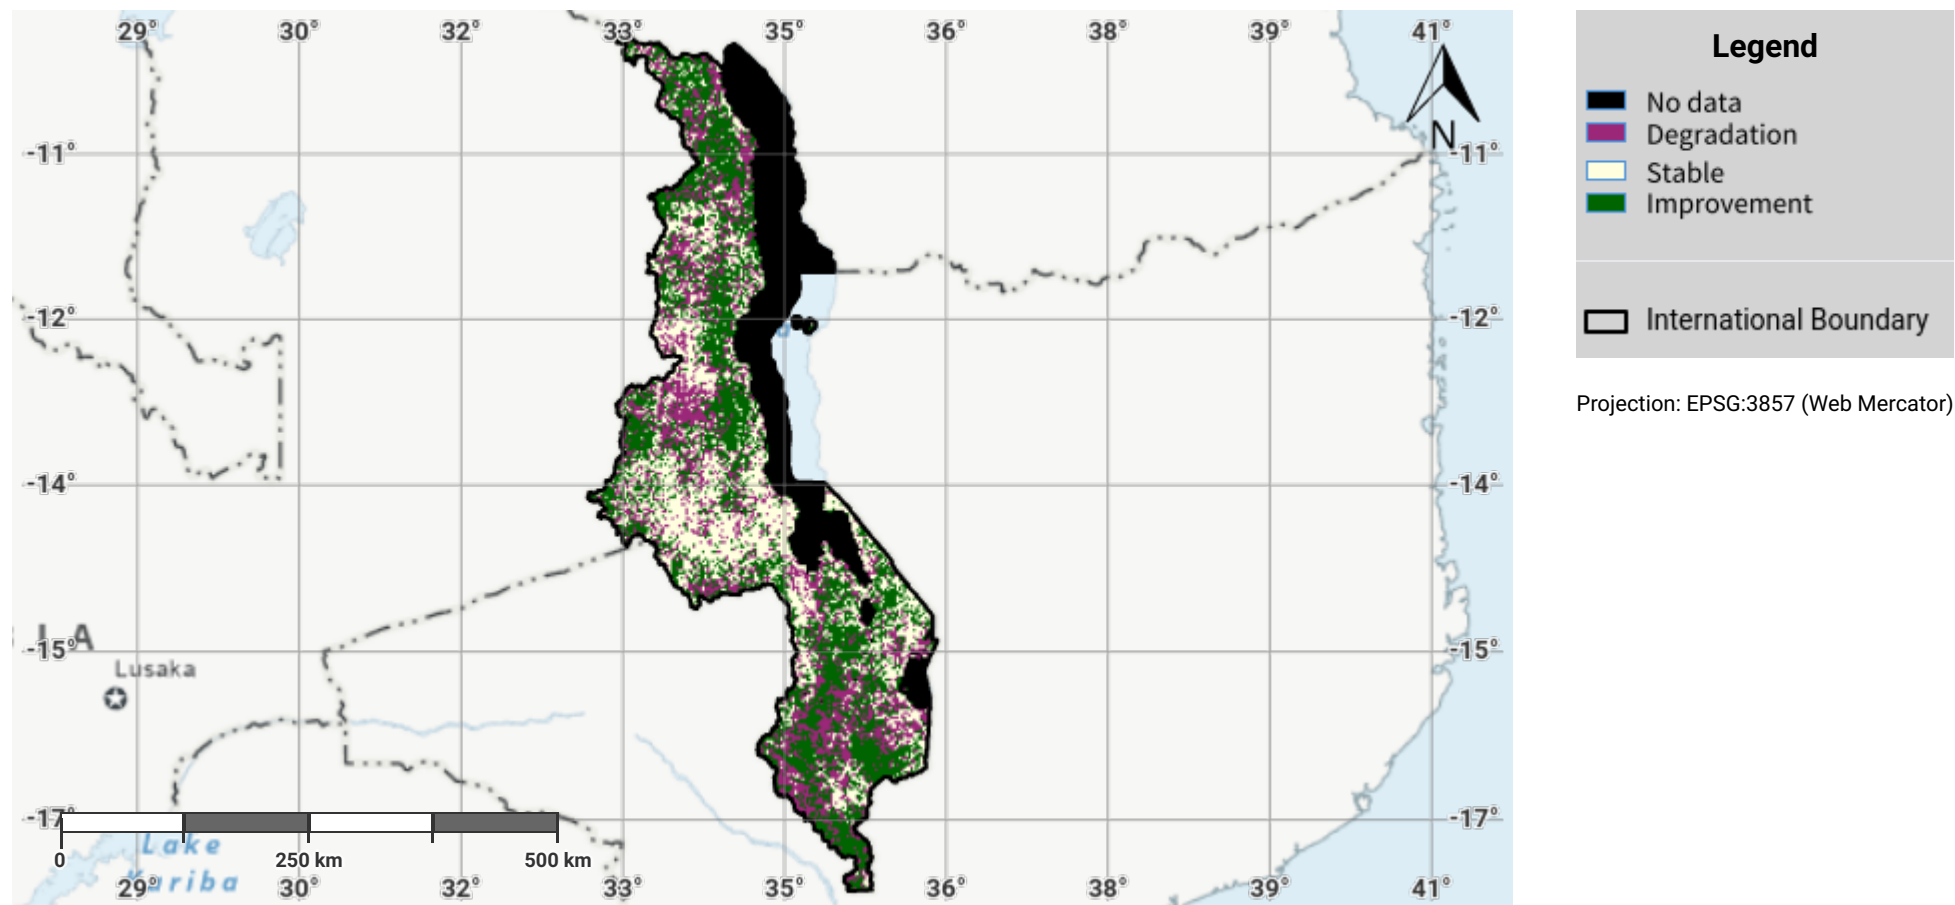 29° 30° 32° 33° 35° 36° 38° 39° 41°
N
-11° -11°
-12° -12°
-14° -14°
-15° -15°
LA
Lusaka
-17° -17°
0 250 km 500 km
Lake
Kariba
29° 30° 32° 33° 35° 36° 38° 39° 41°
Legend
No data
Degradation
Stable
Improvement
International Boundary
Projection: EPSG:3857 (Web Mercator)